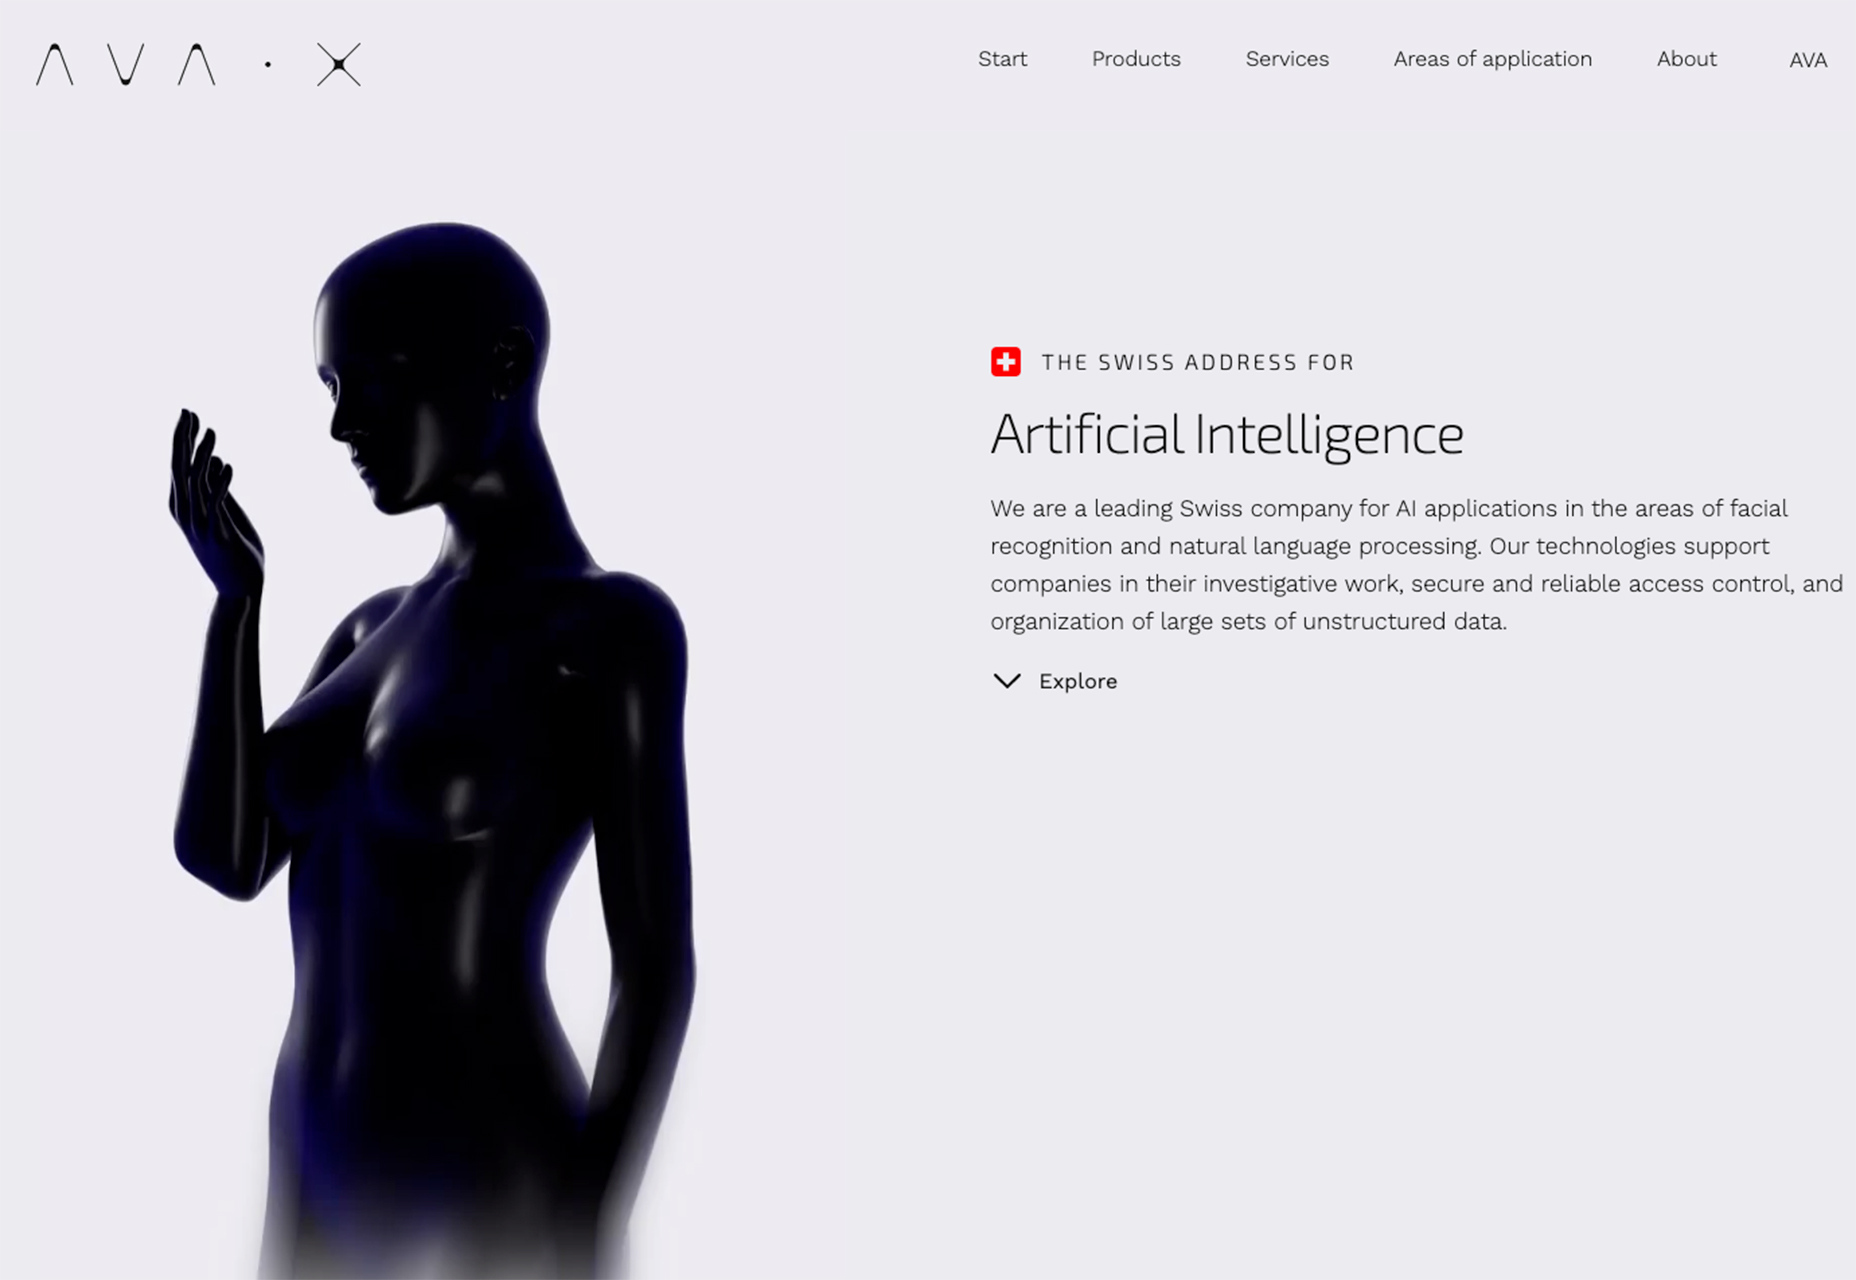 AVA · X
Start Products Services Areas of application About AVA
THE SWISS ADDRESS FOR
Artificial Intelligence
We are a leading Swiss company for AI applications in the areas of facial
recognition and natural language processing. Our technologies support
companies in their investigative work, secure and reliable access control, and
organization of large sets of unstructured data.
Explore